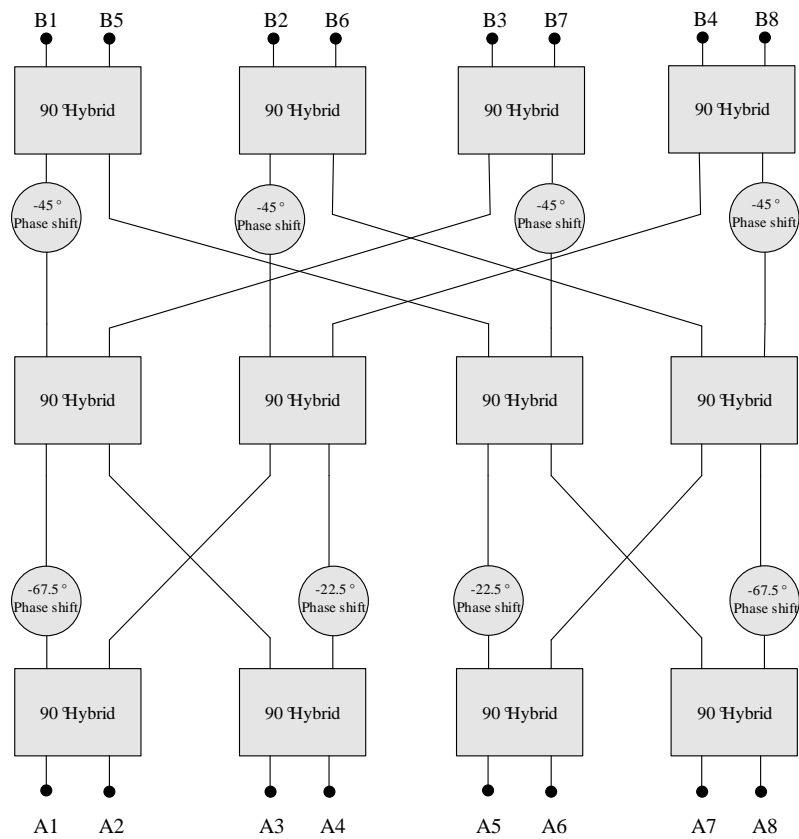 B1 B5 B2 B6 B3 B7 B4 B8
90 °Hybrid 90 °Hybrid 90 °Hybrid 90 °Hybrid
-45 °
Phase shift
-45 °
Phase shift
-45 °
Phase shift
-45 °
Phase shift
90 °Hybrid 90 °Hybrid 90 °Hybrid 90 °Hybrid
-67.5 °
Phase shift
-22.5 °
Phase shift
-22.5 °
Phase shift
-67.5 °
Phase shift
90 °Hybrid 90 °Hybrid 90 °Hybrid 90 °Hybrid
A1 A2 A3 A4 A5 A6 A7 A8